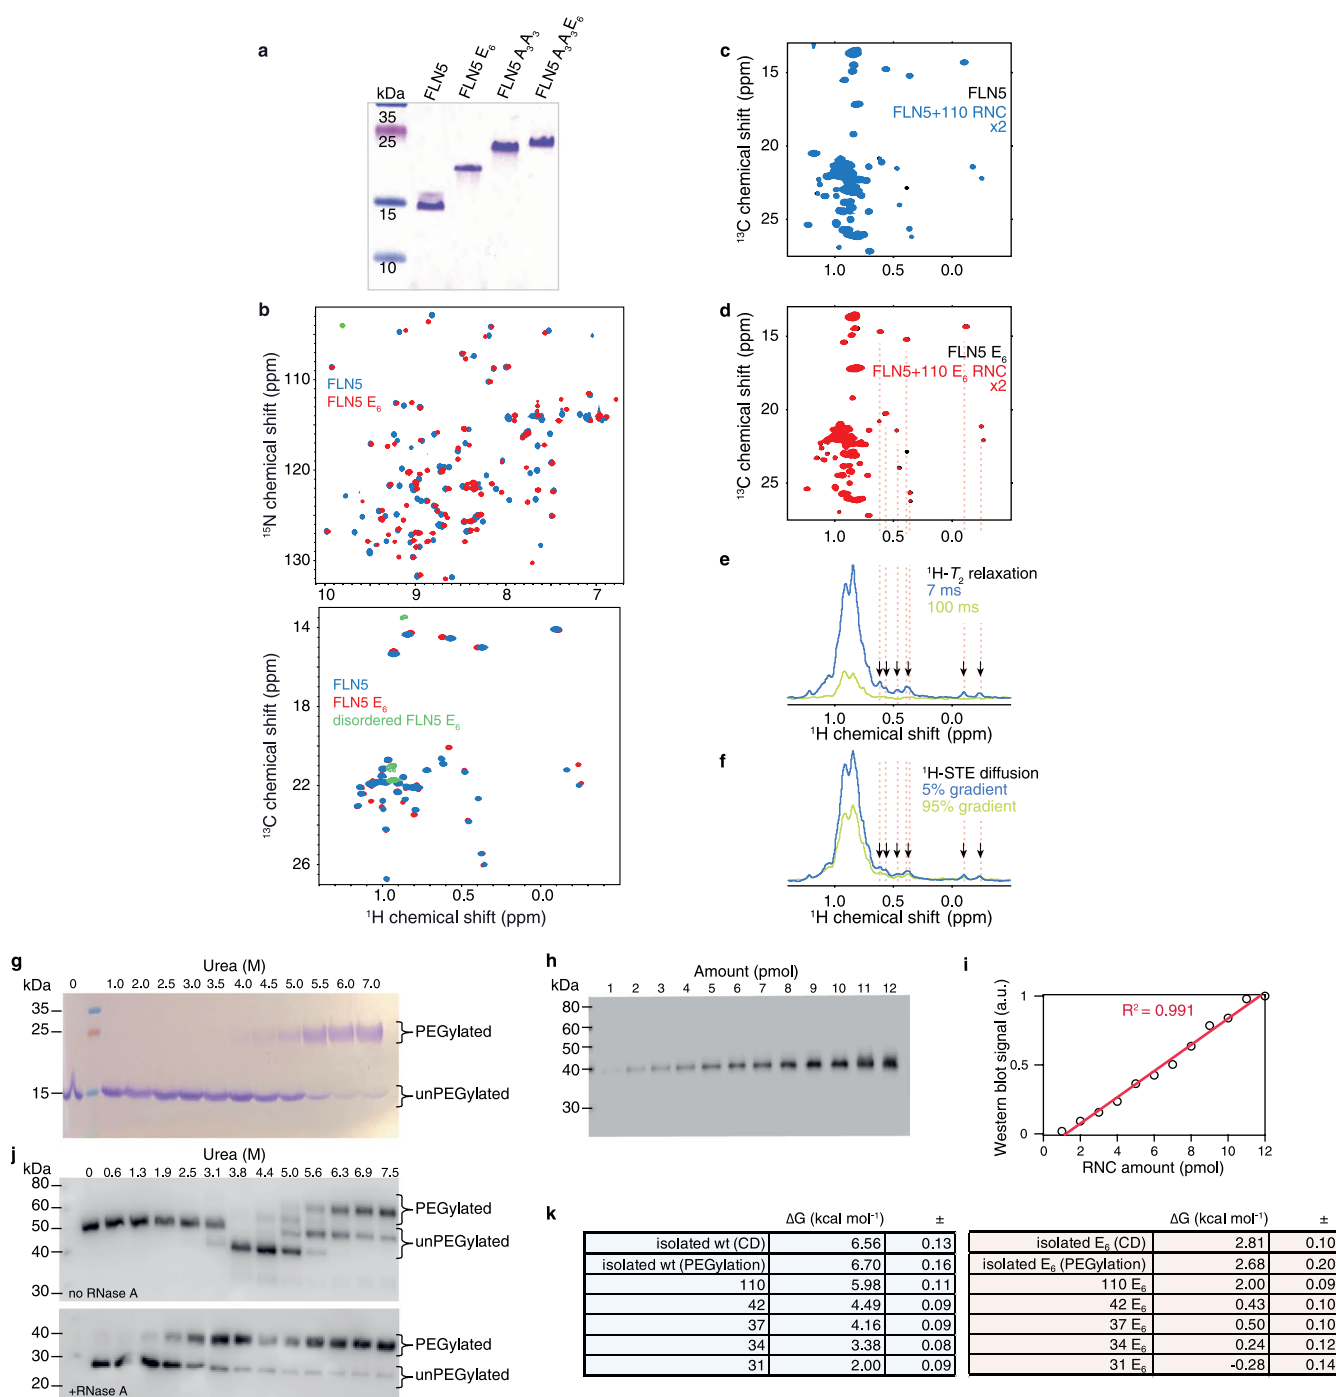 a
kDa
FLN5
FLN5 E6
FLN5 A3A3
FLN5 A3A3E6
35
25
15
10
b
15N chemical shift (ppm)
110
120
130
FLN5
FLN5 E6
10 9 8 7
13C chemical shift (ppm)
14
18
22
26
FLN5
FLN5 E6
disordered FLN5 E6
1.0 0.5 0.0
1H chemical shift (ppm)
c
13C chemical shift (ppm)
15
20
25
FLN5
FLN5+110 RNC
x2
1.0 0.5 0.0
d
13C chemical shift (ppm)
15
20
25
FLN5 E6
FLN5+110 E6 RNC
x2
1.0 0.5 0.0
e
1H-T2 relaxation
7 ms
100 ms
1.0 0.5 0.0
1H chemical shift (ppm)
f
1H-STE diffusion
5% gradient
95% gradient
1.0 0.5 0.0
1H chemical shift (ppm)
g
Urea (M)
kDa 0 1.0 2.0 2.5 3.0 3.5 4.0 4.5 5.0 5.5 6.0 7.0
35
25
15
PEGylated
unPEGylated
h
Amount (pmol)
kDa
1 2 3 4 5 6 7 8 9 10 11 12
80
60
50
40
30
i
Western blot signal (a.u.)
1
0.5
0
R2 = 0.991
0 2 4 6 8 10 12
RNC amount (pmol)
j
Urea (M)
kDa 0 0.6 1.3 1.9 2.5 3.1 3.8 4.4 5.0 5.6 6.3 6.9 7.5
80
60
50
40
30
PEGylated
unPEGylated
no RNase A
40
30
20
PEGylated
unPEGylated
+RNase A
k
ΔG (kcal mol-1) ±
isolated wt (CD) 6.56 0.13
isolated wt (PEGylation) 6.70 0.16
110 5.98 0.11
42 4.49 0.09
37 4.16 0.09
34 3.38 0.08
31 2.00 0.09
ΔG (kcal mol-1) ±
isolated E6 (CD) 2.81 0.10
isolated E6 (PEGylation) 2.68 0.20
110 E6 2.00 0.09
42 E6 0.43 0.10
37 E6 0.50 0.10
34 E6 0.24 0.12
31 E6 -0.28 0.14